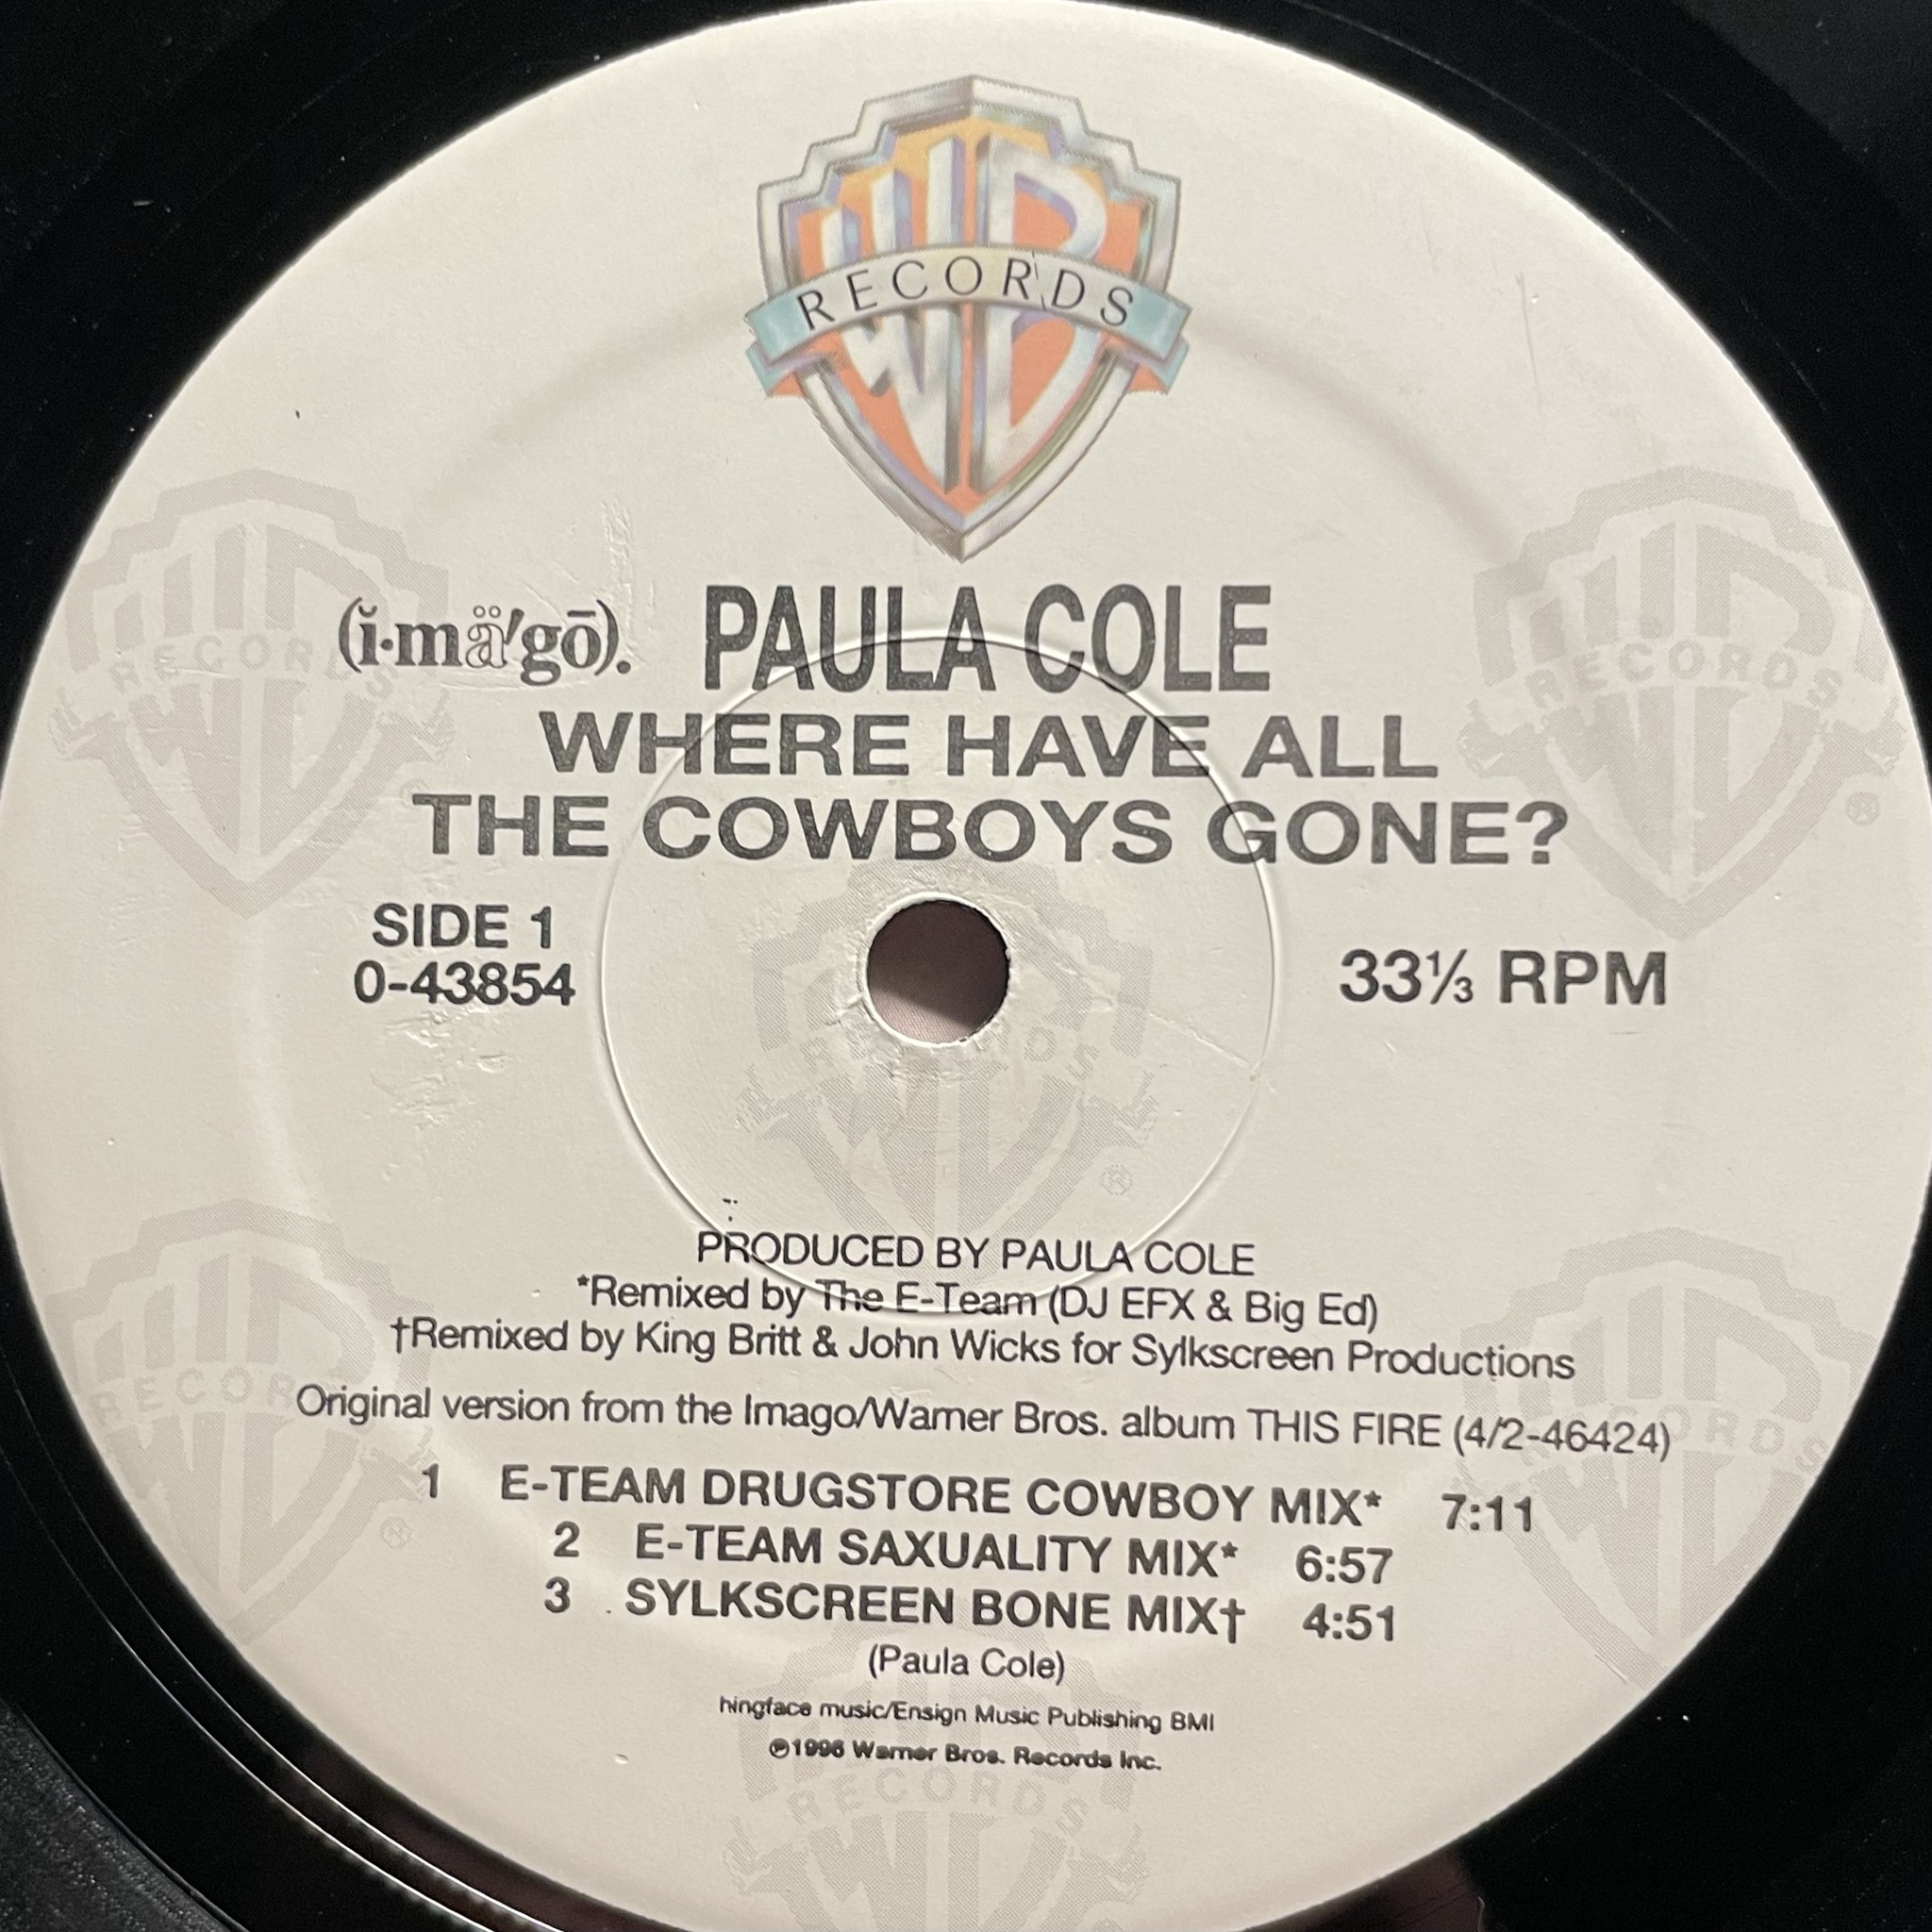 WB
RECORDS
(ĭ·mä′gō).
PAULA COLE
WHERE HAVE ALL
THE COWBOYS GONE?
SIDE 1
0-43854
33⅓ RPM
PRODUCED BY PAULA COLE
*Remixed by The E-Team (DJ EFX & Big Ed)
†Remixed by King Britt & John Wicks for Sylkscreen Productions
Original version from the Imago/Warner Bros. album THIS FIRE (4/2-46424)
1 E-TEAM DRUGSTORE COWBOY MIX* 7:11
2 E-TEAM SAXUALITY MIX* 6:57
3 SYLKSCREEN BONE MIX† 4:51
(Paula Cole)
hingface music/Ensign Music Publishing BMI
℗1996 Warner Bros. Records Inc.